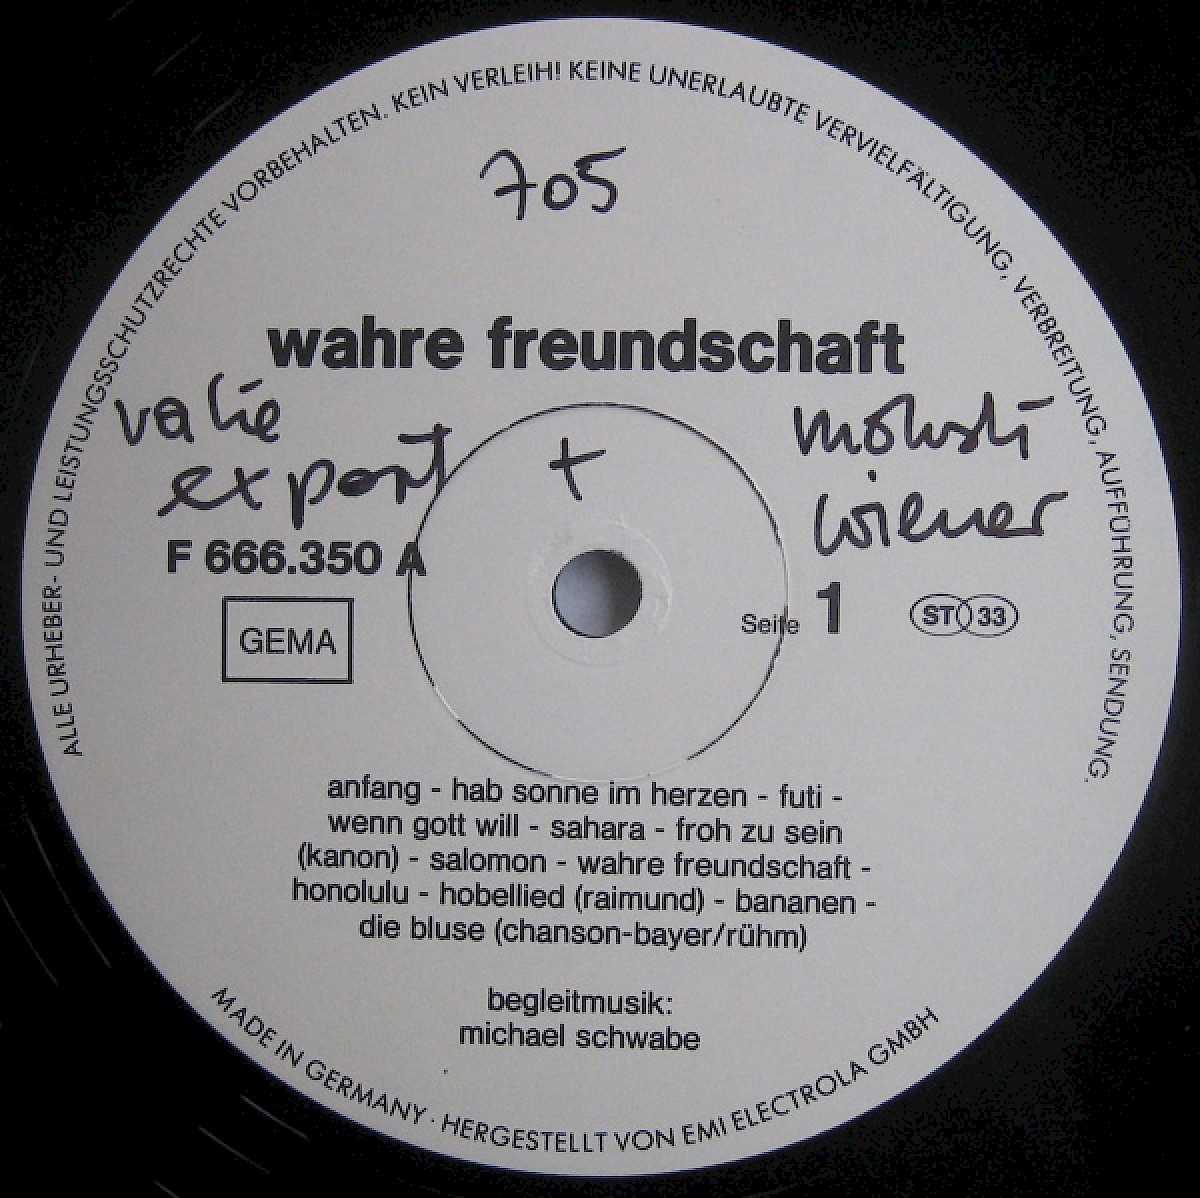 ALLE URHEBER- UND LEISTUNGSSCHUTZRECHTE VORBEHALTEN. KEIN VERLEIH! KEINE UNERLAUBTE VERVIELFÄLTIGUNG, VERBREITUNG, AUFFÜHRUNG, SENDUNG.
705
wahre freundschaft
valie
export
+
wiener
F 666.350 A
GEMA
Seite 1
ST 33
anfang - hab sonne im herzen - futi -
wenn gott will - sahara - froh zu sein
(kanon) - salomon - wahre freundschaft -
honolulu - hobellied (raimund) - bananen -
die bluse (chanson-bayer/rühm)
begleitmusik:
michael schwabe
MADE IN GERMANY · HERGESTELLT VON EMI ELECTROLA GMBH